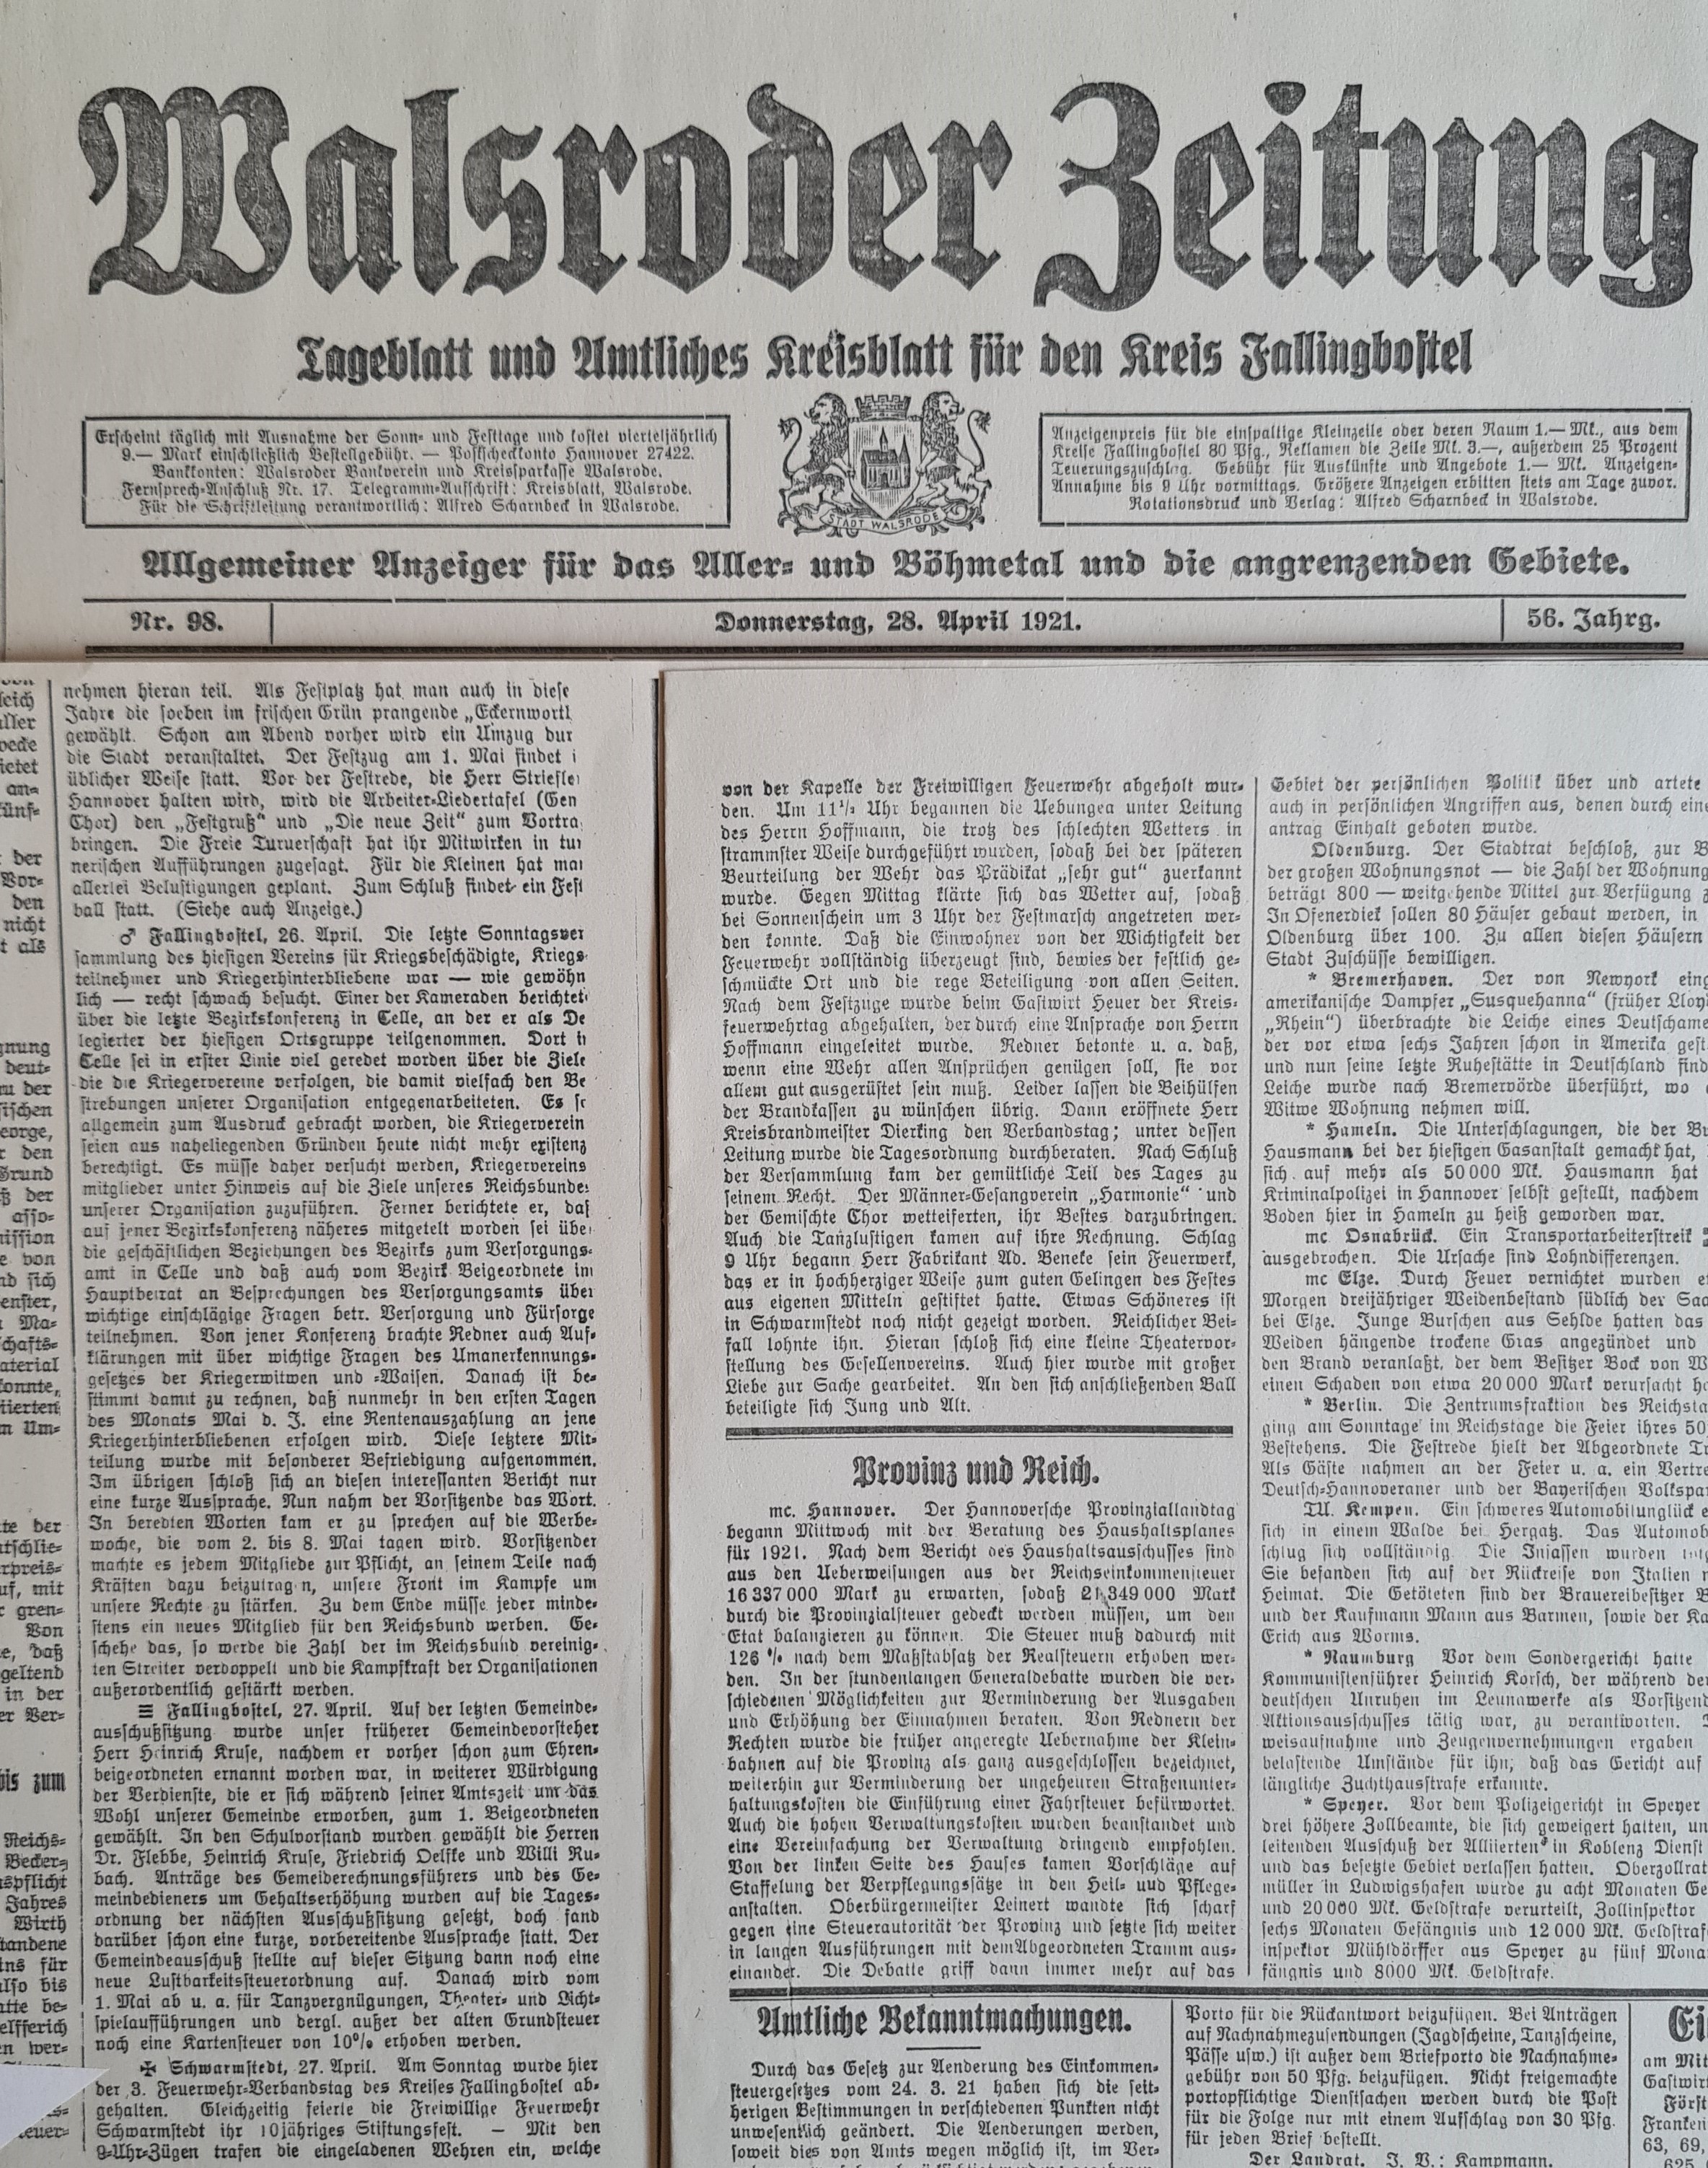 Walsroder Zeitung
Tageblatt und Amtliches Kreisblatt für den Kreis Fallingbostel
Erscheint täglich mit Ausnahme der Sonn- und Festtage und kostet vierteljährlich
9.— Mark einschließlich Bestellgebühr. — Postscheckkonto Hannover 27422.
Bankkonten: Walsroder Bankverein und Kreissparkasse Walsrode.
Fernsprech-Anschluß Nr. 17. Telegramm-Aufschrift: Kreisblatt, Walsrode.
Für die Schriftleitung verantwortlich: Alfred Scharnbeck in Walsrode.
STADT WALSRODE
Anzeigenpreis für die einspaltige Kleinzeile oder deren Raum 1.— Mk., aus dem
Kreise Fallingbostel 80 Pfg., Reklamen die Zeile Mk. 3.—, außerdem 25 Prozent
Teuerungszuschlag. Gebühr für Auskünfte und Angebote 1.— Mk. Anzeigen-
Annahme bis 9 Uhr vormittags. Größere Anzeigen erbitten stets am Tage zuvor.
Rotationsdruck und Verlag: Alfred Scharnbeck in Walsrode.
Allgemeiner Anzeiger für das Aller- und Böhmetal und die angrenzenden Gebiete.
Nr. 98.
Donnerstag, 28. April 1921.
56. Jahrg.
nehmen hieran teil. Als Festplatz hat man auch in diese
Jahre die soeben im frischen Grün prangende „Eckernwortl
gewählt. Schon am Abend vorher wird ein Umzug dur
die Stadt veranstaltet. Der Festzug am 1. Mai findet i
üblicher Weise statt. Vor der Festrede, die Herr Striefler
Hannover halten wird, wird die Arbeiter-Liedertafel (Gen
Chor) den „Festgruß“ und „Die neue Zeit“ zum Vortra
bringen. Die Freie Turuerschaft hat ihr Mitwirken in tur
nerischen Aufführungen zugesagt. Für die Kleinen hat man
allerlei Belustigungen geplant. Zum Schluß findet ein Fest
ball statt. (Siehe auch Anzeige.)
♂ Fallingbostel, 26. April. Die letzte Sonntagsver
sammlung des hiesigen Vereins für Kriegsbeschädigte, Kriegs-
teilnehmer und Kriegerhinterbliebene war — wie gewöhn
lich — recht schwach besucht. Einer der Kameraden berichtet
über die letzte Bezirkskonferenz in Celle, an der er als De
legierter der hiesigen Ortsgruppe teilgenommen. Dort i
Celle sei in erster Linie viel geredet worden über die Ziele
die die Kriegervereine verfolgen, die damit vielfach den Be
strebungen unserer Organisation entgegenarbeiteten. Es se
allgemein zum Ausdruck gebracht worden, die Kriegerverein
seien aus naheliegenden Gründen heute nicht mehr existenz
berechtigt. Es müsse daher versucht werden, Kriegervereins
mitglieder unter Hinweis auf die Ziele unseres Reichsbundes
unserer Organisation zuzuführen. Ferner berichtete er, daß
auf jener Bezirkskonferenz näheres mitgeteilt worden sei über
die geschäftlichen Beziehungen des Bezirks zum Versorgungs-
amt in Celle und daß auch vom Bezirk Beigeordnete im
Hauptbeirat an Besprechungen des Versorgungsamts über
wichtige einschlägige Fragen betr. Versorgung und Fürsorge
teilnehmen. Von jener Konferenz brachte Redner auch Auf-
klärungen mit über wichtige Fragen des Umanerkennungs-
gesetzes der Kriegerwitwen und -Waisen. Danach ist be-
stimmt damit zu rechnen, daß nunmehr in den ersten Tagen
des Monats Mai d. J. eine Rentenauszahlung an jene
Kriegerhinterbliebenen erfolgen wird. Diese letztere Mit-
teilung wurde mit besonderer Befriedigung aufgenommen.
Im übrigen schloß sich an diesen interessanten Bericht nur
eine kurze Aussprache. Nun nahm der Vorsitzende das Wort.
In beredten Worten kam er zu sprechen auf die Werbe-
woche, die vom 2. bis 8. Mai tagen wird. Vorsitzender
machte es jedem Mitgliede zur Pflicht, an seinem Teile nach
Kräften dazu beizutragen, unsere Front im Kampfe um
unsere Rechte zu stärken. Zu dem Ende müsse jeder minde-
stens ein neues Mitglied für den Reichsbund werben. Ge-
schehe das, so werde die Zahl der im Reichsbund vereinig-
ten Streiter verdoppelt und die Kampfkraft der Organisationen
außerordentlich gestärkt werden.
☰ Fallingbostel, 27. April. Auf der letzten Gemeinde-
ausschußsitzung wurde unser früherer Gemeindevorsteher
Herr Heinrich Kruse, nachdem er vorher schon zum Ehren-
beigeordneten ernannt worden war, in weiterer Würdigung
der Verdienste, die er sich während seiner Amtszeit um das
Wohl unserer Gemeinde erworben, zum 1. Beigeordneten
gewählt. In den Schulvorstand wurden gewählt die Herren
Dr. Flebbe, Heinrich Kruse, Friedrich Oelfke und Willi Ru-
bach. Anträge des Gemeiderechnungsführers und des Ge-
meindedieners um Gehaltserhöhung wurden auf die Tages-
ordnung der nächsten Ausschußsitzung gesetzt, doch fand
darüber schon eine kurze, vorbereitende Aussprache statt. Der
Gemeindeausschuß stellte auf dieser Sitzung dann noch eine
neue Lustbarkeitssteuerordnung auf. Danach wird vom
1. Mai ab u. a. für Tanzvergnügungen, Theater- und Licht-
spielaufführungen und dergl. außer der alten Grundsteuer
noch eine Kartensteuer von 10% erhoben werden.
✠ Schwarmstedt, 27. April. Am Sonntag wurde hier
der 3. Feuerwehr-Verbandstag des Kreises Fallingbostel ab-
gehalten. Gleichzeitig feierte die Freiwillige Feuerwehr
Schwarmstedt ihr 10jähriges Stiftungsfest. — Mit den
9-Uhr-Zügen trafen die eingeladenen Wehren ein, welche
von der Kapelle der Freiwilligen Feuerwehr abgeholt wur-
den. Um 11½ Uhr begannen die Uebungen unter Leitung
des Herrn Hoffmann, die trotz des schlechten Wetters in
strammster Weise durchgeführt wurden, sodaß bei der späteren
Beurteilung der Wehr das Prädikat „sehr gut“ zuerkannt
wurde. Gegen Mittag klärte sich das Wetter auf, sodaß
bei Sonnenschein um 3 Uhr der Festmarsch angetreten wer-
den konnte. Daß die Einwohner von der Wichtigkeit der
Feuerwehr vollständig überzeugt sind, bewies der festlich ge-
schmückte Ort und die rege Beteiligung von allen Seiten.
Nach dem Festzuge wurde beim Gastwirt Heuer der Kreis-
feuerwehrtag abgehalten, der durch eine Ansprache von Herrn
Hoffmann eingeleitet wurde. Redner betonte u. a. daß,
wenn eine Wehr allen Ansprüchen genügen soll, sie vor
allem gut ausgerüstet sein muß. Leider lassen die Beihülfen
der Brandkassen zu wünschen übrig. Dann eröffnete Herr
Kreisbrandmeister Dierking den Verbandstag; unter dessen
Leitung wurde die Tagesordnung durchberaten. Nach Schluß
der Versammlung kam der gemütliche Teil des Tages zu
seinem Recht. Der Männer-Gesangverein „Harmonie“ und
der Gemischte Chor wetteiferten, ihr Bestes darzubringen.
Auch die Tanzlustigen kamen auf ihre Rechnung. Schlag
9 Uhr begann Herr Fabrikant Ad. Beneke sein Feuerwerk,
das er in hochherziger Weise zum guten Gelingen des Festes
aus eigenen Mitteln gestiftet hatte. Etwas Schöneres ist
in Schwarmstedt noch nicht gezeigt worden. Reichlicher Bei-
fall lohnte ihn. Hieran schloß sich eine kleine Theatervor-
stellung des Gesellenvereins. Auch hier wurde mit großer
Liebe zur Sache gearbeitet. An den sich anschließenden Ball
beteiligte sich Jung und Alt.
Provinz und Reich.
mc. Hannover. Der Hannoversche Provinziallandtag
begann Mittwoch mit der Beratung des Haushaltsplanes
für 1921. Nach dem Bericht des Haushaltsausschusses sind
aus den Ueberweisungen aus der Reichseinkommensteuer
16 337 000 Mark zu erwarten, sodaß 349 000 Mark
durch die Provinzialsteuer gedeckt werden müssen, um den
Etat balanzieren zu können. Die Steuer muß dadurch mit
126 % nach dem Maßstabsatz der Realsteuern erhoben wer-
den. In der stundenlangen Generaldebatte wurden die ver-
schiedenen Möglichkeiten zur Verminderung der Ausgaben
und Erhöhung der Einnahmen beraten. Von Rednern der
Rechten wurde die früher angeregte Uebernahme der Klein-
bahnen auf die Provinz als ganz ausgeschlossen bezeichnet,
weiterhin zur Verminderung der ungeheuren Straßenunter-
haltungskosten die Einführung einer Fahrsteuer befürwortet.
Auch die hohen Verwaltungskosten wurden beanstandet und
eine Vereinfachung der Verwaltung dringend empfohlen.
Von der linken Seite des Hauses kamen Vorschläge auf
Staffelung der Verpflegungssätze in den Heil- und Pflege-
anstalten. Oberbürgermeister Leinert wandte sich scharf
gegen eine Steuerautorität der Provinz und setzte sich weiter
in langen Ausführungen mit dem Abgeordneten Tramm aus-
einander. Die Debatte griff dann immer mehr auf das
Gebiet der persönlichen Politik über und artete
auch in persönlichen Angriffen aus, denen durch eine
antrag Einhalt geboten wurde.
Oldenburg. Der Stadtrat beschloß, zur B
der großen Wohnungsnot — die Zahl der Wohnung
beträgt 800 — weitgehende Mittel zur Verfügung z
In Ofenerdiek sollen 80 Häuser gebaut werden, in
Oldenburg über 100. Zu allen diesen Häusern
Stadt Zuschüsse bewilligen.
* Bremerhaven. Der von Newyork eing
amerikanische Dampfer „Susquehanna“ (früher Lloyd
„Rhein“) überbrachte die Leiche eines Deutschame
der vor etwa sechs Jahren schon in Amerika gest
und nun seine letzte Ruhestätte in Deutschland find
Leiche wurde nach Bremervörde überführt, wo
Witwe Wohnung nehmen will.
* Hameln. Die Unterschlagungen, die der Bu
Hausmann bei der hiesigen Gasanstalt gemacht hat,
sich auf mehr als 50 000 Mk. Hausmann hat
Kriminalpolizei in Hannover selbst gestellt, nachdem
Boden hier in Hameln zu heiß geworden war.
mc Osnabrück. Ein Transportarbeiterstreik
ausgebrochen. Die Ursache sind Lohndifferenzen.
mc Elze. Durch Feuer vernichtet wurden e
Morgen dreijähriger Weidenbestand südlich der Saa
bei Elze. Junge Burschen aus Sehlde hatten das
Weiden hängende trockene Gras angezündet und
den Brand veranlaßt, der dem Besitzer Bock von W
einen Schaden von etwa 20 000 Mark verursacht h
* Berlin. Die Zentrumsfraktion des Reichsta
ging am Sonntage im Reichstage die Feier ihres 50
Bestehens. Die Festrede hielt der Abgeordnete Tr
Als Gäste nahmen an der Feier u. a. ein Vertre
Deutsch-Hannoveraner und der Bayerischen Volkspar
TU. Kempen. Ein schweres Automobilunglück e
sich in einem Walde bei Hergatz. Das Automob
schlug sich vollständig. Die Insassen wurden
Sie befanden sich auf der Rückreise von Italien n
Heimat. Die Getöteten sind der Brauereibesitzer B
und der Kaufmann Mann aus Barmen, sowie der Ka
Erich aus Worms.
* Naumburg Vor dem Sondergericht hatte
Kommunistenführer Heinrich Korsch, der während der
deutschen Unruhen im Leunawerke als Vorsitzend
Aktionsausschusses tätig war, zu verantworten.
weisaufnahme und Zeugenvernehmungen ergaben
belastende Umstände für ihn, daß das Gericht auf
längliche Zuchthausstrafe erkannte.
* Speyer. Vor dem Polizeigericht in Speyer
drei höhere Zollbeamte, die sich geweigert halten, un
leitenden Ausschuß der Alliierten in Koblenz Dienst
und das besetzte Gebiet verlassen hatten. Oberzollrat
müller in Ludwigshafen wurde zu acht Monaten Ge
und 20 000 Mk. Geldstrafe verurteilt, Zollinspektor
sechs Monaten Gefängnis und 12 000 Mk. Geldstrafe
inspektor Mühldörffer aus Speyer zu fünf Mona
fängnis und 8000 Mk. Geldstrafe.
Amtliche Bekanntmachungen.
Durch das Gesetz zur Aenderung des Einkommen-
steuergesetzes vom 24. 3. 21 haben sich die seit-
herigen Bestimmungen in verschiedenen Punkten nicht
unwesentlich geändert. Die Aenderungen werden,
soweit dies von Amts wegen möglich ist, im Ver-
Porto für die Rückantwort beizufügen. Bei Anträgen
auf Nachnahmezusendungen (Jagdscheine, Tanzscheine,
Pässe usw.) ist außer dem Briefporto die Nachnahme-
gebühr von 50 Pfg. beizufügen. Nicht freigemachte
portopflichtige Dienstsachen werden durch die Post
für die Folge nur mit einem Aufschlag von 30 Pfg.
für jeden Brief bestellt.
Der Landrat. J. V.: Kampmann.
am Mit
Gastwirt
Först
Franken
63, 69,
625